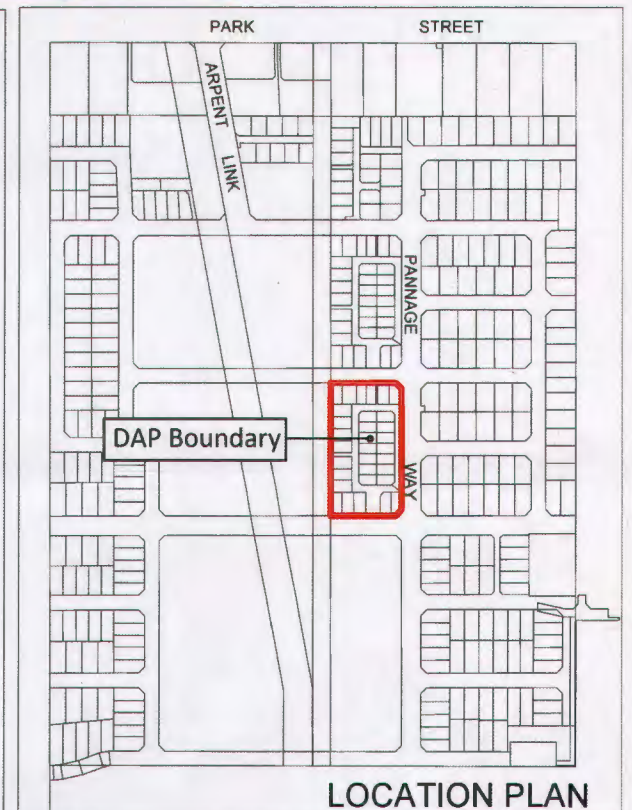 PARK STREET
ARPENT LINK
PANNAGE WAY
DAP Boundary
LOCATION PLAN